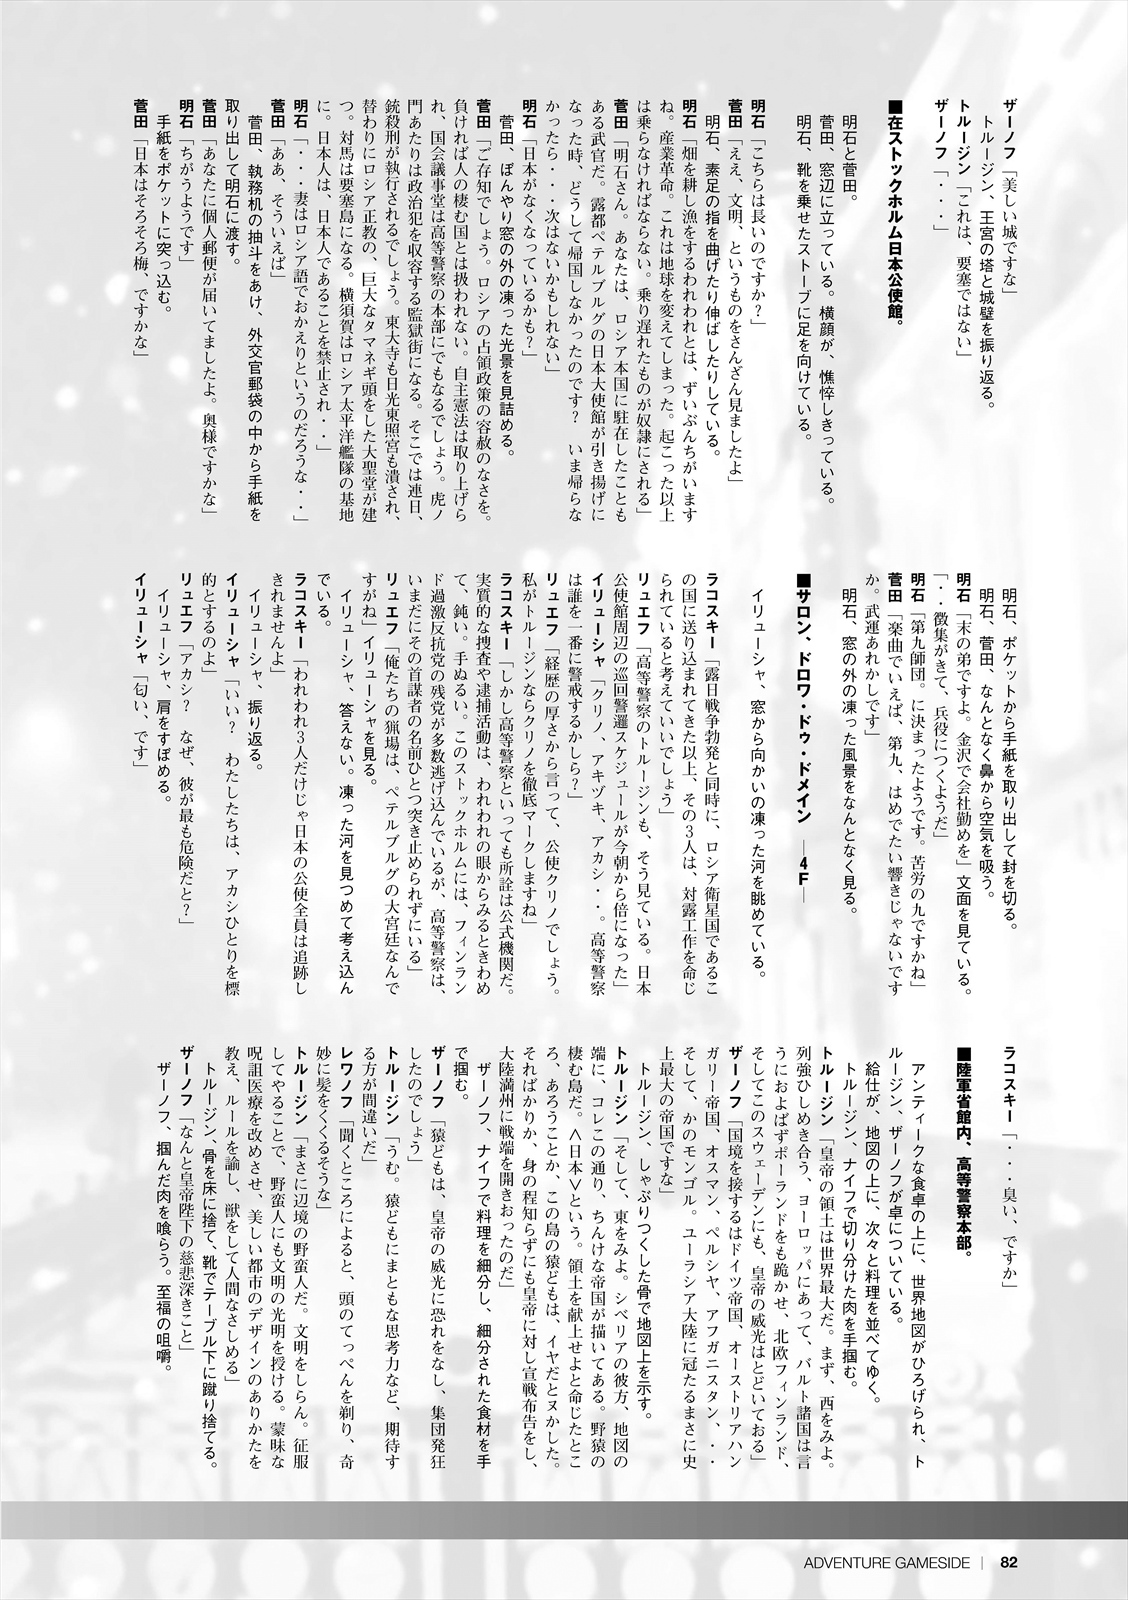 ザーノフ「美しい城ですな」
トルージン、王宮の塔と城壁を振り返る。
トルージン「これは、要塞ではない」
ザーノフ「・・・・」
■在ストックホルム日本公使館。
明石と菅田。
菅田、窓辺に立っている。横顔が、憔悴しきっている。
明石、靴を乗せたストーブに足を向けている。
明石「こちらは長いのですか？」
菅田「ええ、文明、というものをさんざん見ましたよ」
明石、素足の指を曲げたり伸ばしたりしている。
明石「畑を耕し漁をするわれわれとは、ずいぶんちがいます
ね。産業革命。これは地球を変えてしまった。起こった以上
は乗らなければならない。乗り遅れたものが奴隷にされる」
菅田「明石さん。あなたは、ロシア本国に駐在したことも
ある武官だ。露都ペテルブルグの日本大使館が引き揚げに
なった時、どうして帰国しなかったのです？　いま帰らな
かったら・・・次はないかもしれない」
明石「日本がなくなっているかも？」
菅田、ぼんやり窓の外の凍った光景を見詰める。
菅田「ご存知でしょう。ロシアの占領政策の容赦のなさを。
負ければ人の棲む国とは扱われない。自主憲法は取り上げら
れ、国会議事堂は高等警察の本部にでもなるでしょう。虎ノ
門あたりは政治犯を収容する監獄街になる。そこでは連日、
銃殺刑が執行されるでしょう。東大寺も日光東照宮も潰され、
替わりにロシア正教の、巨大なタマネギ頭をした大聖堂が建
つ。対馬は要塞島になる。横須賀はロシア太平洋艦隊の基地
に。日本人は、日本人であることを禁止され・・」
明石「・・・妻はロシア語でおかえりというのだろうな・・」
菅田「ああ、そういえば」
菅田、執務机の抽斗をあけ、外交官郵袋の中から手紙を
取り出して明石に渡す。
菅田「あなたに個人郵便が届いてましたよ。奥様ですかな」
明石「ちがうようです」
手紙をポケットに突っ込む。
菅田「日本はそろそろ梅、ですかな」
明石、ポケットから手紙を取り出して封を切る。
明石、菅田、なんとなく鼻から空気を吸う。
明石「末の弟ですよ。金沢で会社勤めを」文面を見ている。
「・・徴集がきて、兵役につくようだ」
明石「第九師団。に決まったようです。苦労の九ですかね」
菅田「楽曲でいえば、第九、はめでたい響きじゃないです
か。武運あれかしです」
明石、窓の外の凍った風景をなんとなく見る。
■サロン、ドロワ・ドゥ・ドメイン　―4F―
イリューシャ、窓から向かいの凍った河を眺めている。
ラコスキー「露日戦争勃発と同時に、ロシア衛星国であるこ
の国に送り込まれてきた以上、その3人は、対露工作を命じ
られていると考えていいでしょう」
リュエフ「高等警察のトルージンも、そう見ている。日本
公使館周辺の巡回警邏スケジュールが今朝から倍になった」
イリューシャ「クリノ、アキヅキ、アカシ・・。高等警察
は誰を一番に警戒するかしら？」
リュエフ「経歴の厚さから言って、公使クリノでしょう。
私がトルージンならクリノを徹底マークしますね」
ラコスキー「しかし高等警察といっても所詮は公式機関だ。
実質的な捜査や逮捕活動は、われわれの眼からみるときわめ
て、鈍い。手ぬるい。このストックホルムには、フィンラン
ド過激反抗党の残党が多数逃げ込んでいるが、高等警察は、
いまだにその首謀者の名前ひとつ突き止められずにいる」
リュエフ「俺たちの猟場は、ペテルブルグの大宮廷なんで
すがね」イリューシャを見る。
イリューシャ、答えない。凍った河を見つめて考え込ん
でいる。
ラコスキー「われわれ3人だけじゃ日本の公使全員は追跡し
きれませんよ」
イリューシャ、振り返る。
イリューシャ「いい？　わたしたちは、アカシひとりを標
的とするのよ」
リュエフ「アカシ？　なぜ、彼が最も危険だと？」
イリューシャ、肩をすぼめる。
イリューシャ「匂い、です」
ラコスキー「・・・臭い、ですか」
■陸軍省館内、高等警察本部。
アンティークな食卓の上に、世界地図がひろげられ、ト
ルージン、ザーノフが卓についている。
給仕が、地図の上に、次々と料理を並べてゆく。
トルージン、ナイフで切り分けた肉を手掴む。
トルージン「皇帝の領土は世界最大だ。まず、西をみよ。
列強ひしめき合う、ヨーロッパにあって、バルト諸国は言
うにおよばずポーランドをも跪かせ、北欧フィンランド、
そしてこのスウェーデンにも、皇帝の威光はとどいておる」
ザーノフ「国境を接するはドイツ帝国、オーストリアハン
ガリー帝国、オスマン、ペルシヤ、アフガニスタン、・・
そして、かのモンゴル。ユーラシア大陸に冠たるまさに史
上最大の帝国ですな」
トルージン、しゃぶりつくした骨で地図上を示す。
トルージン「そして、東をみよ。シベリアの彼方、地図の
端に、コレこの通り、ちんけな帝国が描いてある。野猿の
棲む島だ。＜日本＞という。領土を献上せよと命じたとこ
ろ、あろうことか、この島の猿どもは、イヤだとヌかした。
そればかりか、身の程知らずにも皇帝に対し宣戦布告をし、
大陸満州に戦端を開きおったのだ」
ザーノフ、ナイフで料理を細分し、細分された食材を手
で掴む。
ザーノフ「猿どもは、皇帝の威光に恐れをなし、集団発狂
したのでしょう」
トルージン「うむ。猿どもにまともな思考力など、期待す
る方が間違いだ」
レワノフ「聞くところによると、頭のてっぺんを剃り、奇
妙に髪をくくるそうな」
トルージン「まさに辺境の野蛮人だ。文明をしらん。征服
してやることで、野蛮人にも文明の光明を授ける。蒙昧な
呪詛医療を改めさせ、美しい都市のデザインのありかたを
教え、ルールを諭し、獣をして人間なさしめる」
トルージン、骨を床に捨て、靴でテーブル下に蹴り捨てる。
ザーノフ「なんと皇帝陛下の慈悲深きこと」
ザーノフ、掴んだ肉を喰らう。至福の咀嚼。
ADVENTURE GAMESIDE | 82